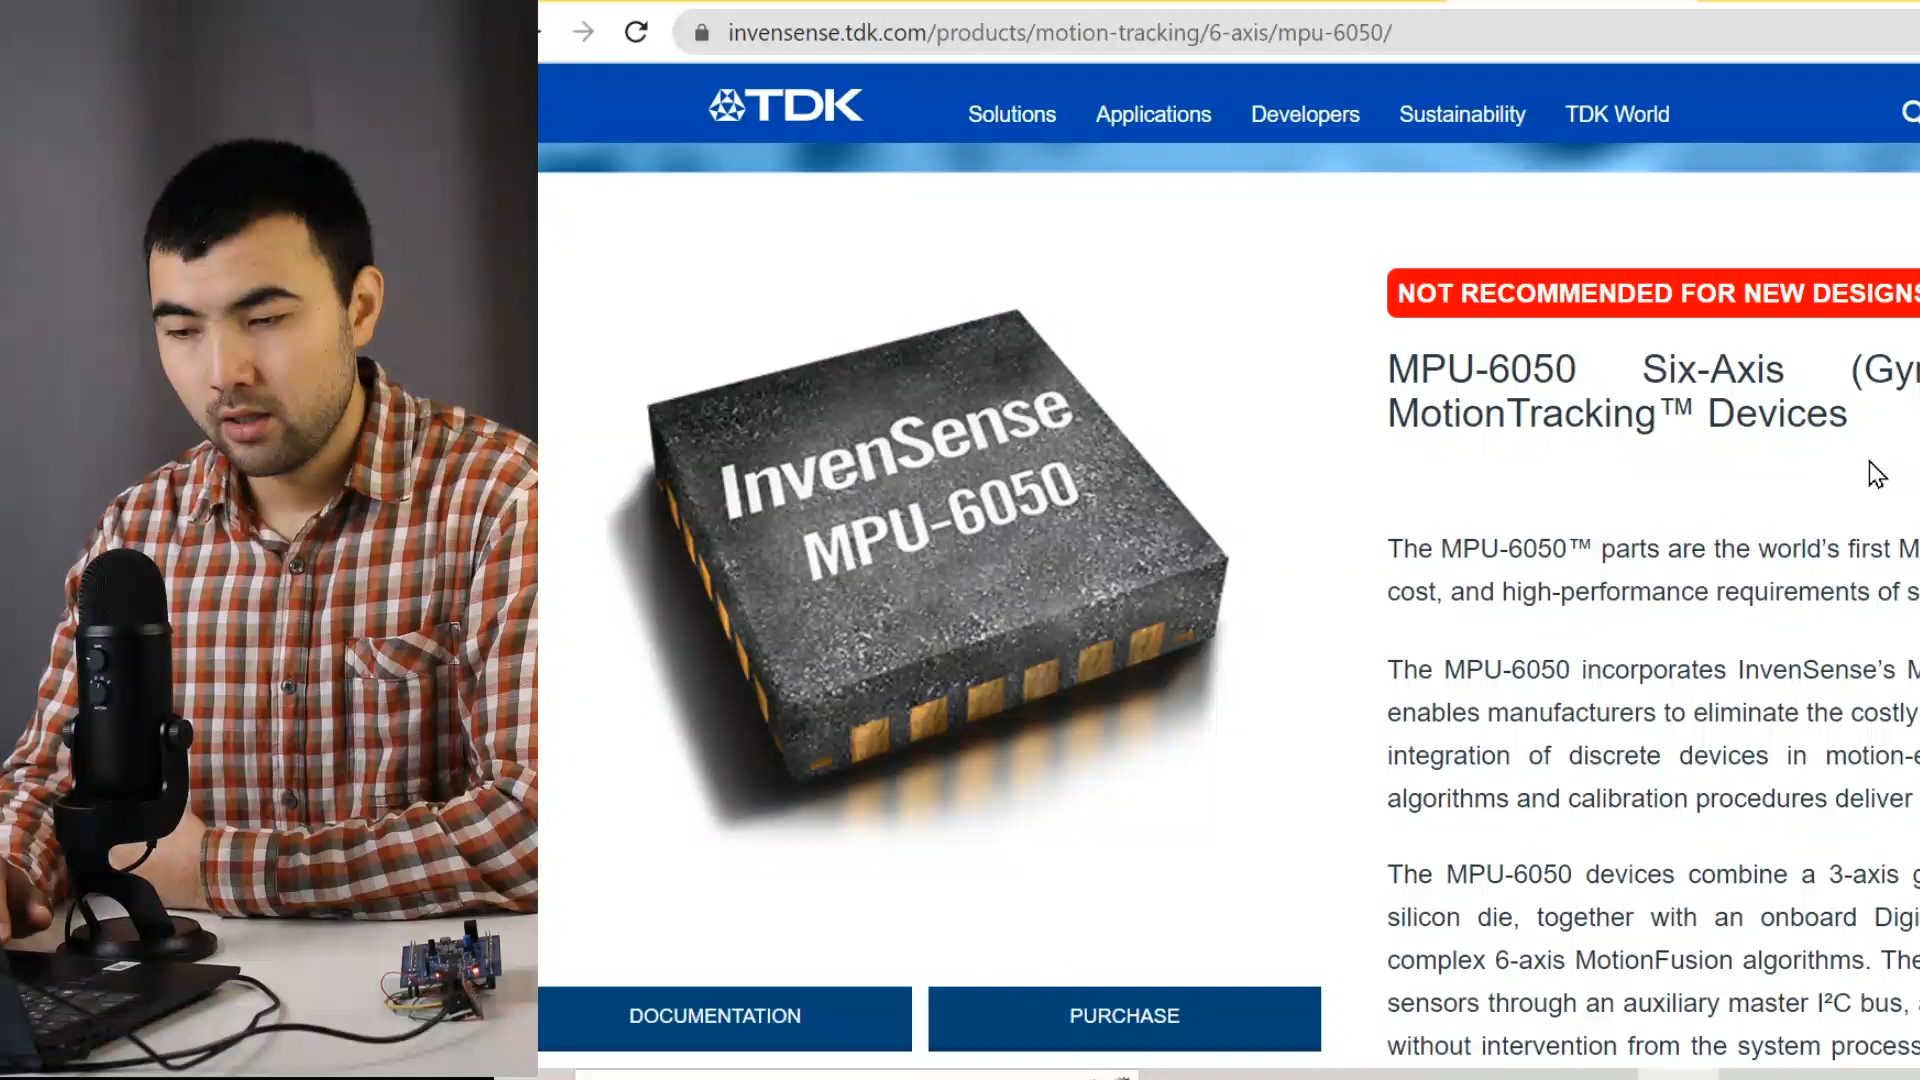 invensense.tdk.com/products/motion-tracking/6-axis/mpu-6050/
TDK
Solutions Applications Developers Sustainability TDK World
InvenSense
MPU-6050
NOT RECOMMENDED FOR NEW DESIGNS
MPU-6050 Six-Axis
MotionTracking™ Devices
The MPU-6050™ parts are the world's first
cost, and high-performance requirements of
The MPU-6050 incorporates InvenSense's
enables manufacturers to eliminate the costly
integration of discrete devices in
algorithms and calibration procedures deliver
The MPU-6050 devices combine a 3-axis
silicon die, together with an onboard
complex 6-axis MotionFusion algorithms. The
sensors through an auxiliary master I²C bus,
without intervention from the system
DOCUMENTATION
PURCHASE